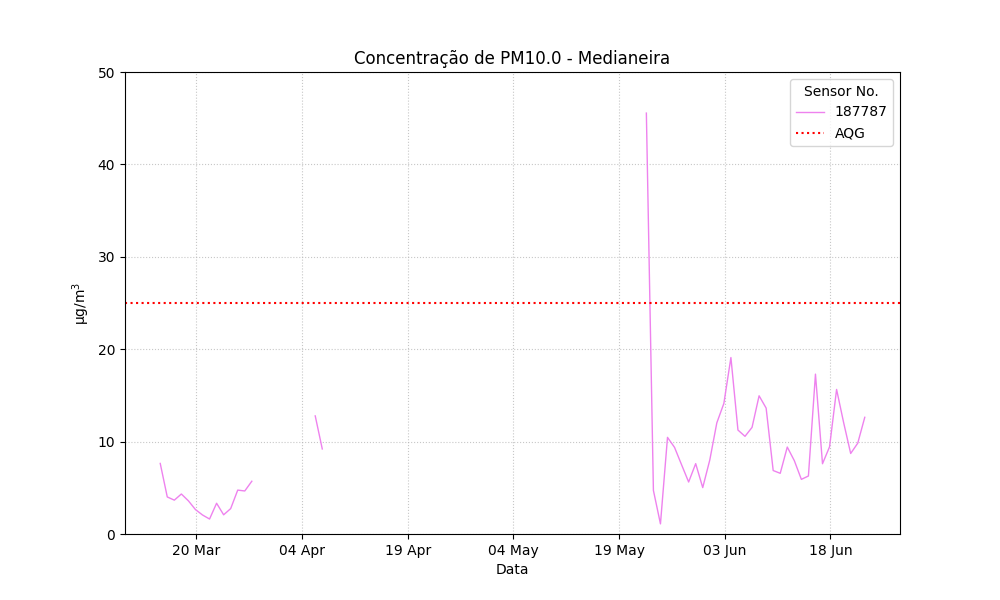 Concentração de PM10.0 - Medianeira
Sensor No.
187787
AQG
50
40
30
20
10
0
µg/m³
20 Mar
04 Apr
19 Apr
04 May
19 May
03 Jun
18 Jun
Data